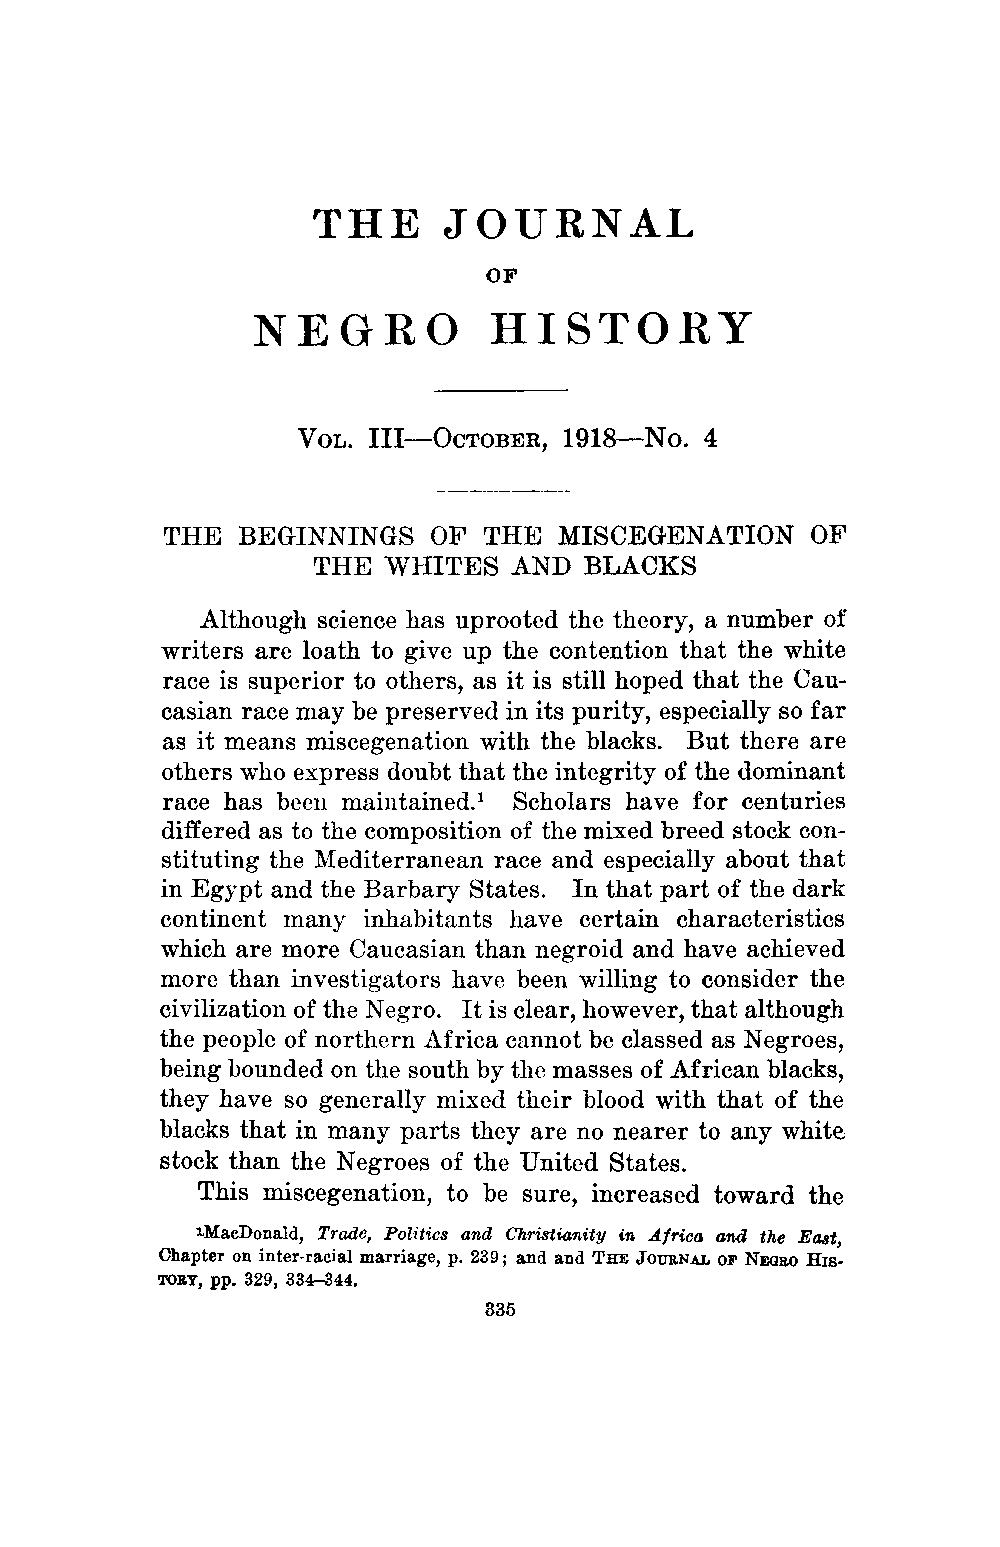 THE JOURNAL
OF
NEGRO HISTORY
VOL. III—OCTOBER, 1918—No. 4
THE BEGINNINGS OF THE MISCEGENATION OF
THE WHITES AND BLACKS
Although science has uprooted the theory, a number of
writers are loath to give up the contention that the white
race is superior to others, as it is still hoped that the Cau-
casian race may be preserved in its purity, especially so far
as it means miscegenation with the blacks. But there are
others who express doubt that the integrity of the dominant
race has been maintained.¹ Scholars have for centuries
differed as to the composition of the mixed breed stock con-
stituting the Mediterranean race and especially about that
in Egypt and the Barbary States. In that part of the dark
continent many inhabitants have certain characteristics
which are more Caucasian than negroid and have achieved
more than investigators have been willing to consider the
civilization of the Negro. It is clear, however, that although
the people of northern Africa cannot be classed as Negroes,
being bounded on the south by the masses of African blacks,
they have so generally mixed their blood with that of the
blacks that in many parts they are no nearer to any white
stock than the Negroes of the United States.
This miscegenation, to be sure, increased toward the
¹MacDonald, Trade, Politics and Christianity in Africa and the East,
Chapter on inter-racial marriage, p. 239; and and THE JOURNAL OF NEGRO HIS-
TORY, pp. 329, 334–344.
335